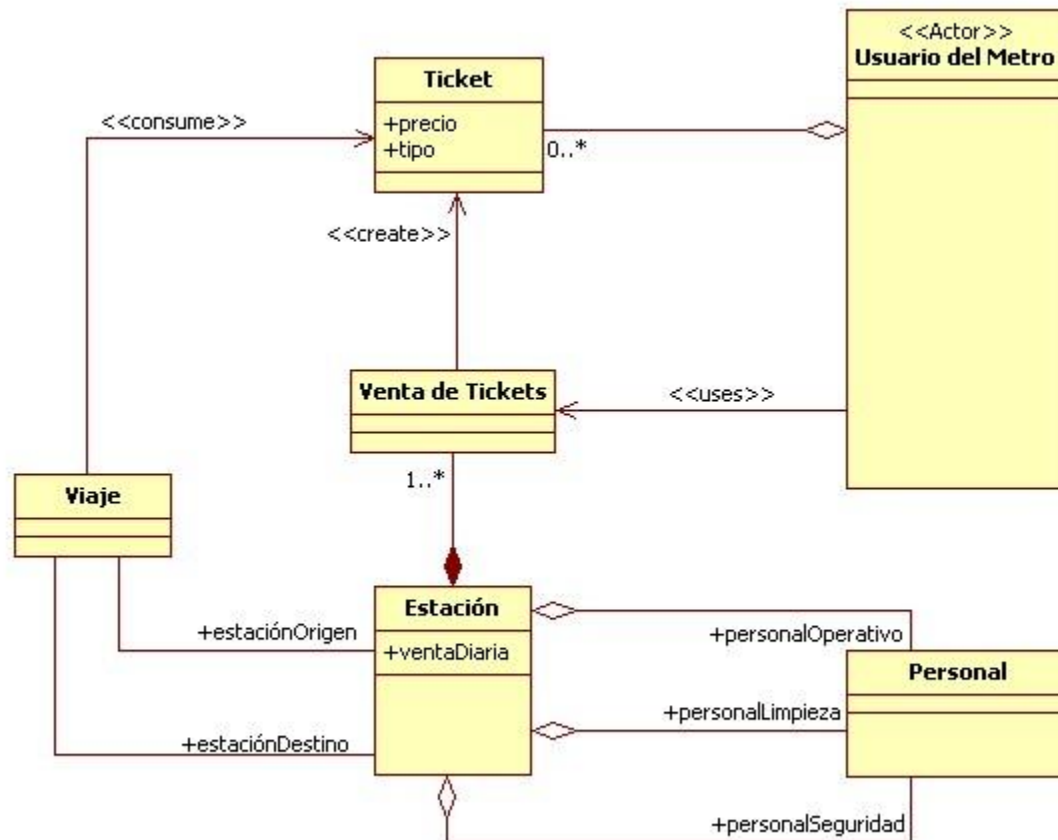 <<Actor>>
Usuario del Metro
Ticket
+precio
+tipo
<<consume>>
0..*
<<create>>
Venta de Tickets
<<uses>>
1..*
Viaje
Estación
+ventaDiaria
+estaciónOrigen
+estaciónDestino
+personalOperativo
Personal
+personalLimpieza
+personalSeguridad